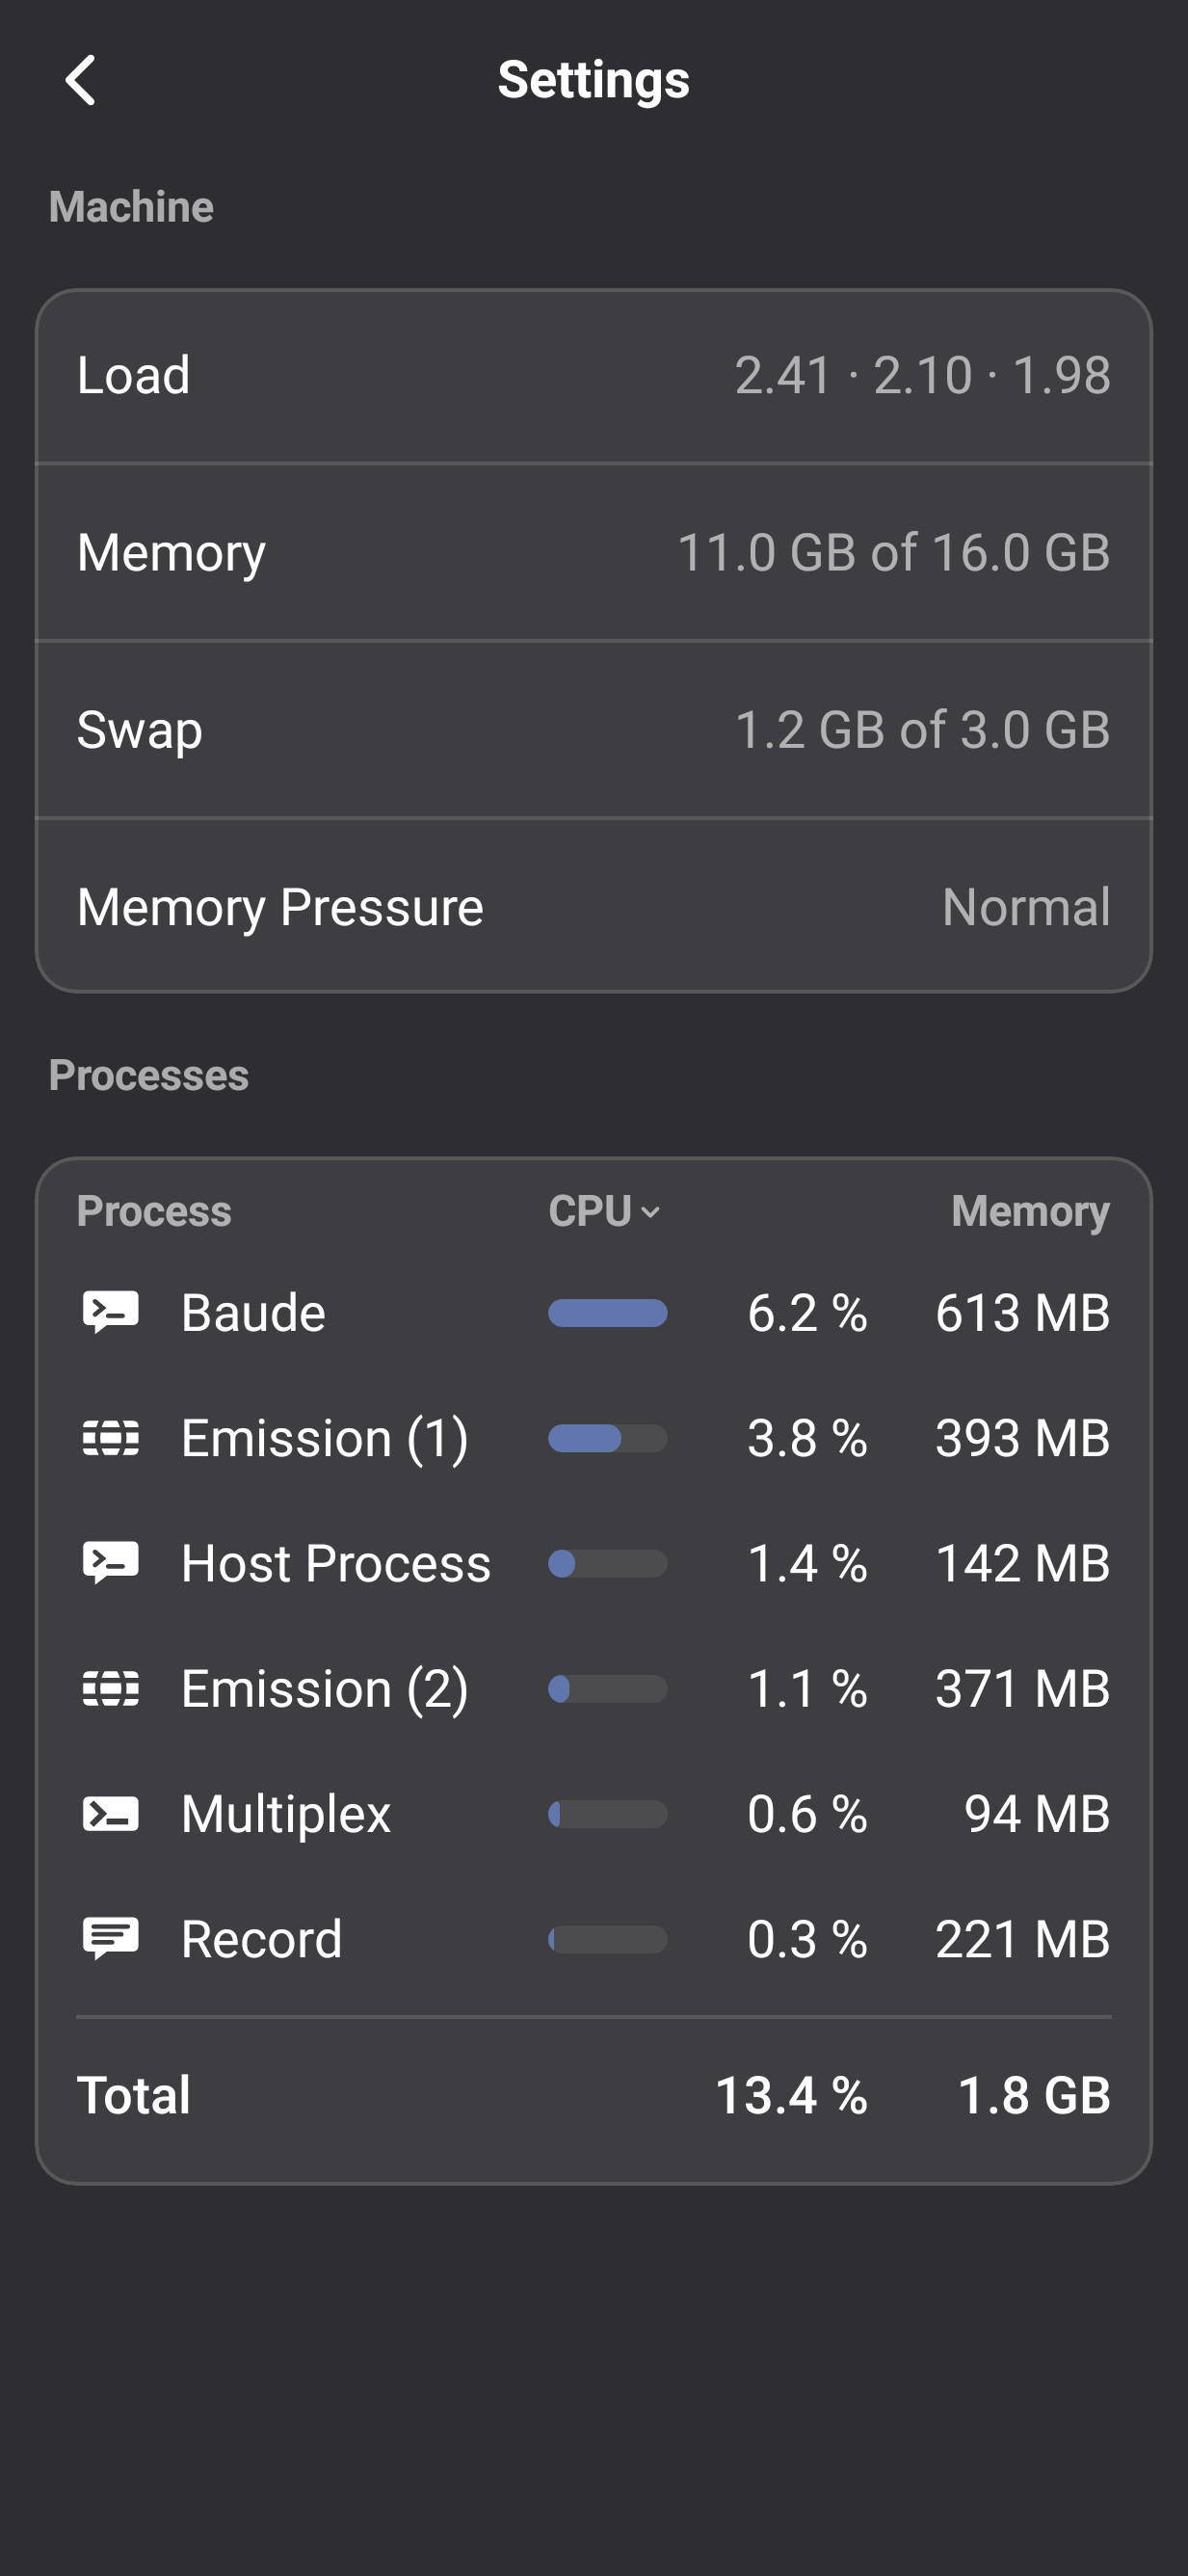 Settings
Machine
Load 2.41 · 2.10 · 1.98
Memory 11.0 GB of 16.0 GB
Swap 1.2 GB of 3.0 GB
Memory Pressure Normal
Processes
Process CPU Memory
Baude 6.2 % 613 MB
Emission (1) 3.8 % 393 MB
Host Process 1.4 % 142 MB
Emission (2) 1.1 % 371 MB
Multiplex 0.6 % 94 MB
Record 0.3 % 221 MB
Total 13.4 % 1.8 GB